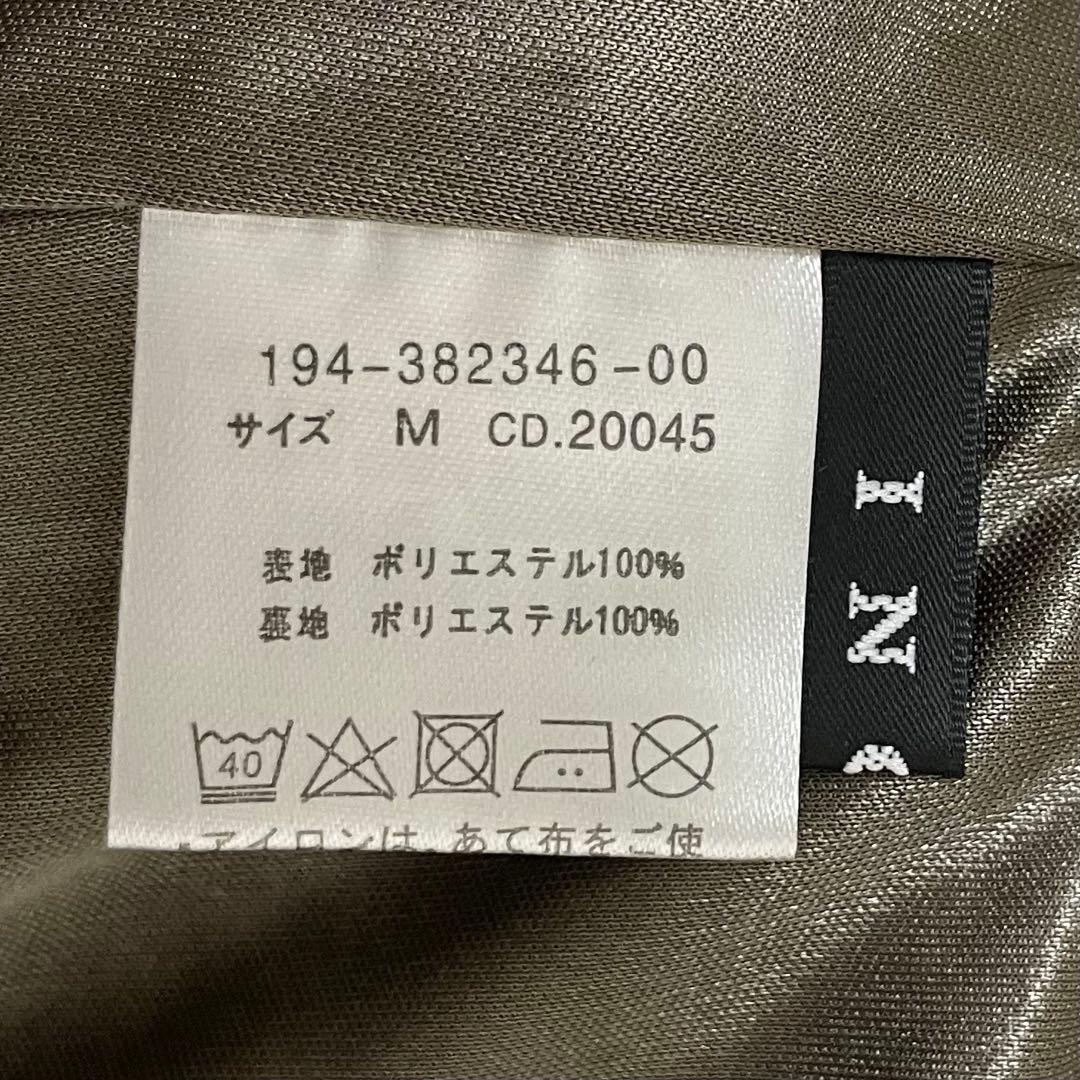 194-382346-00
サイズ M CD.20045
表地 ポリエステル100%
裏地 ポリエステル100%
40
・アイロンは、あて布をご使
I N